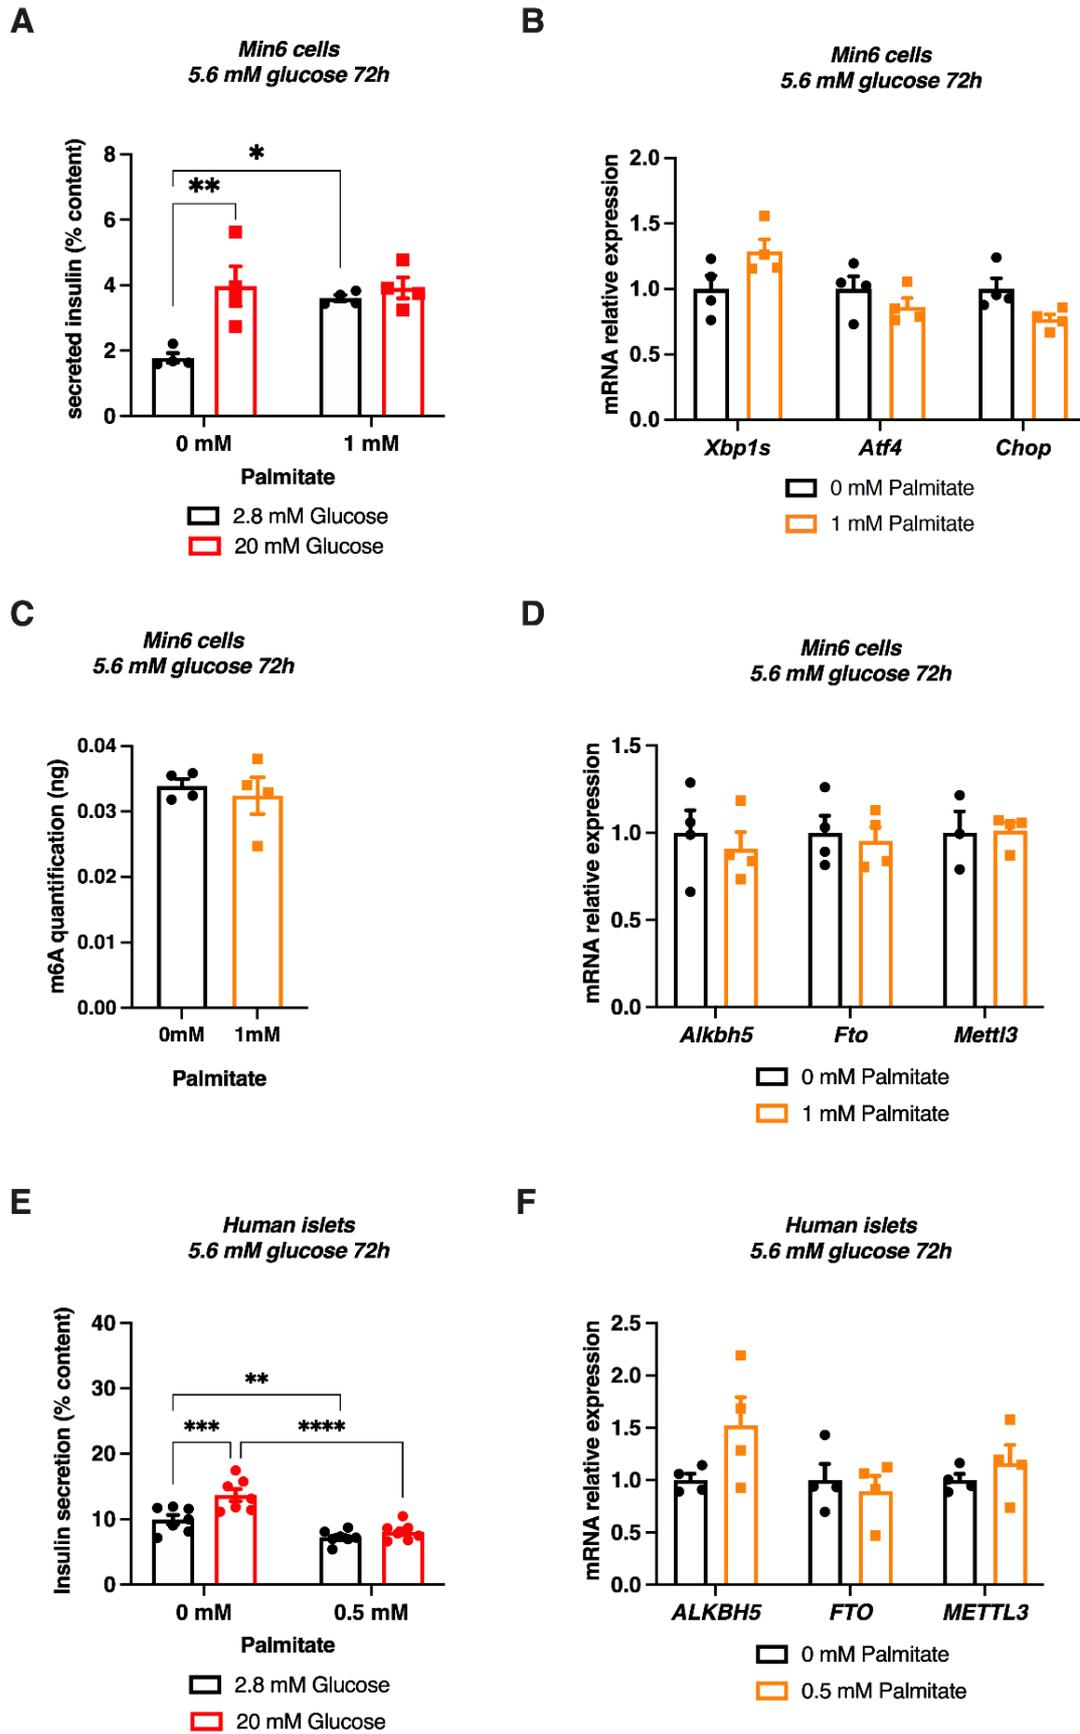 A
Min6 cells
5.6 mM glucose 72h
secreted insulin (% content)
8
6
4
2
0
*
**
0 mM
1 mM
Palmitate
2.8 mM Glucose
20 mM Glucose
B
Min6 cells
5.6 mM glucose 72h
mRNA relative expression
2.0
1.5
1.0
0.5
0.0
Xbp1s
Atf4
Chop
0 mM Palmitate
1 mM Palmitate
C
Min6 cells
5.6 mM glucose 72h
m6A quantification (ng)
0.04
0.03
0.02
0.01
0.00
0mM
1mM
Palmitate
D
Min6 cells
5.6 mM glucose 72h
mRNA relative expression
1.5
1.0
0.5
0.0
Alkbh5
Fto
Mettl3
0 mM Palmitate
1 mM Palmitate
E
Human islets
5.6 mM glucose 72h
Insulin secretion (% content)
40
30
20
10
0
**
***
****
0 mM
0.5 mM
Palmitate
2.8 mM Glucose
20 mM Glucose
F
Human islets
5.6 mM glucose 72h
mRNA relative expression
2.5
2.0
1.5
1.0
0.5
0.0
ALKBH5
FTO
METTL3
0 mM Palmitate
0.5 mM Palmitate